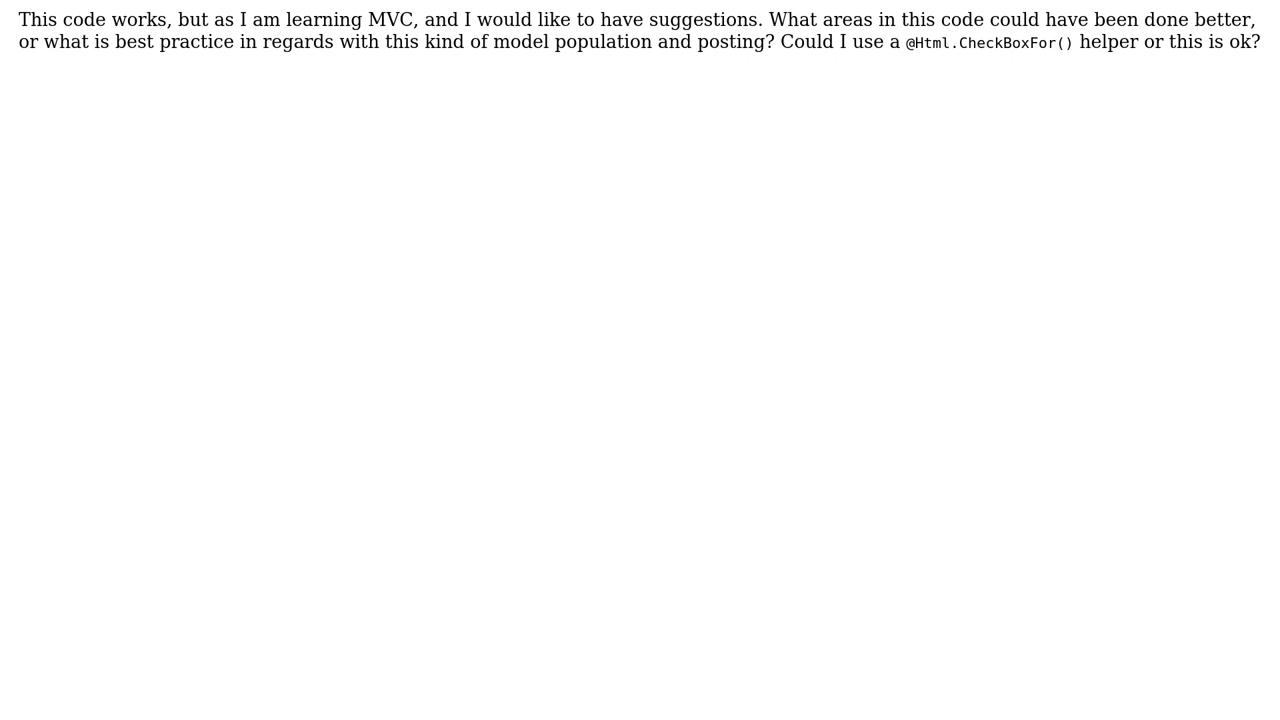 This code works, but as I am learning MVC, and I would like to have suggestions. What areas in this code could have been done better,
or what is best practice in regards with this kind of model population and posting? Could I use a @Html.CheckBoxFor() helper or this is ok?